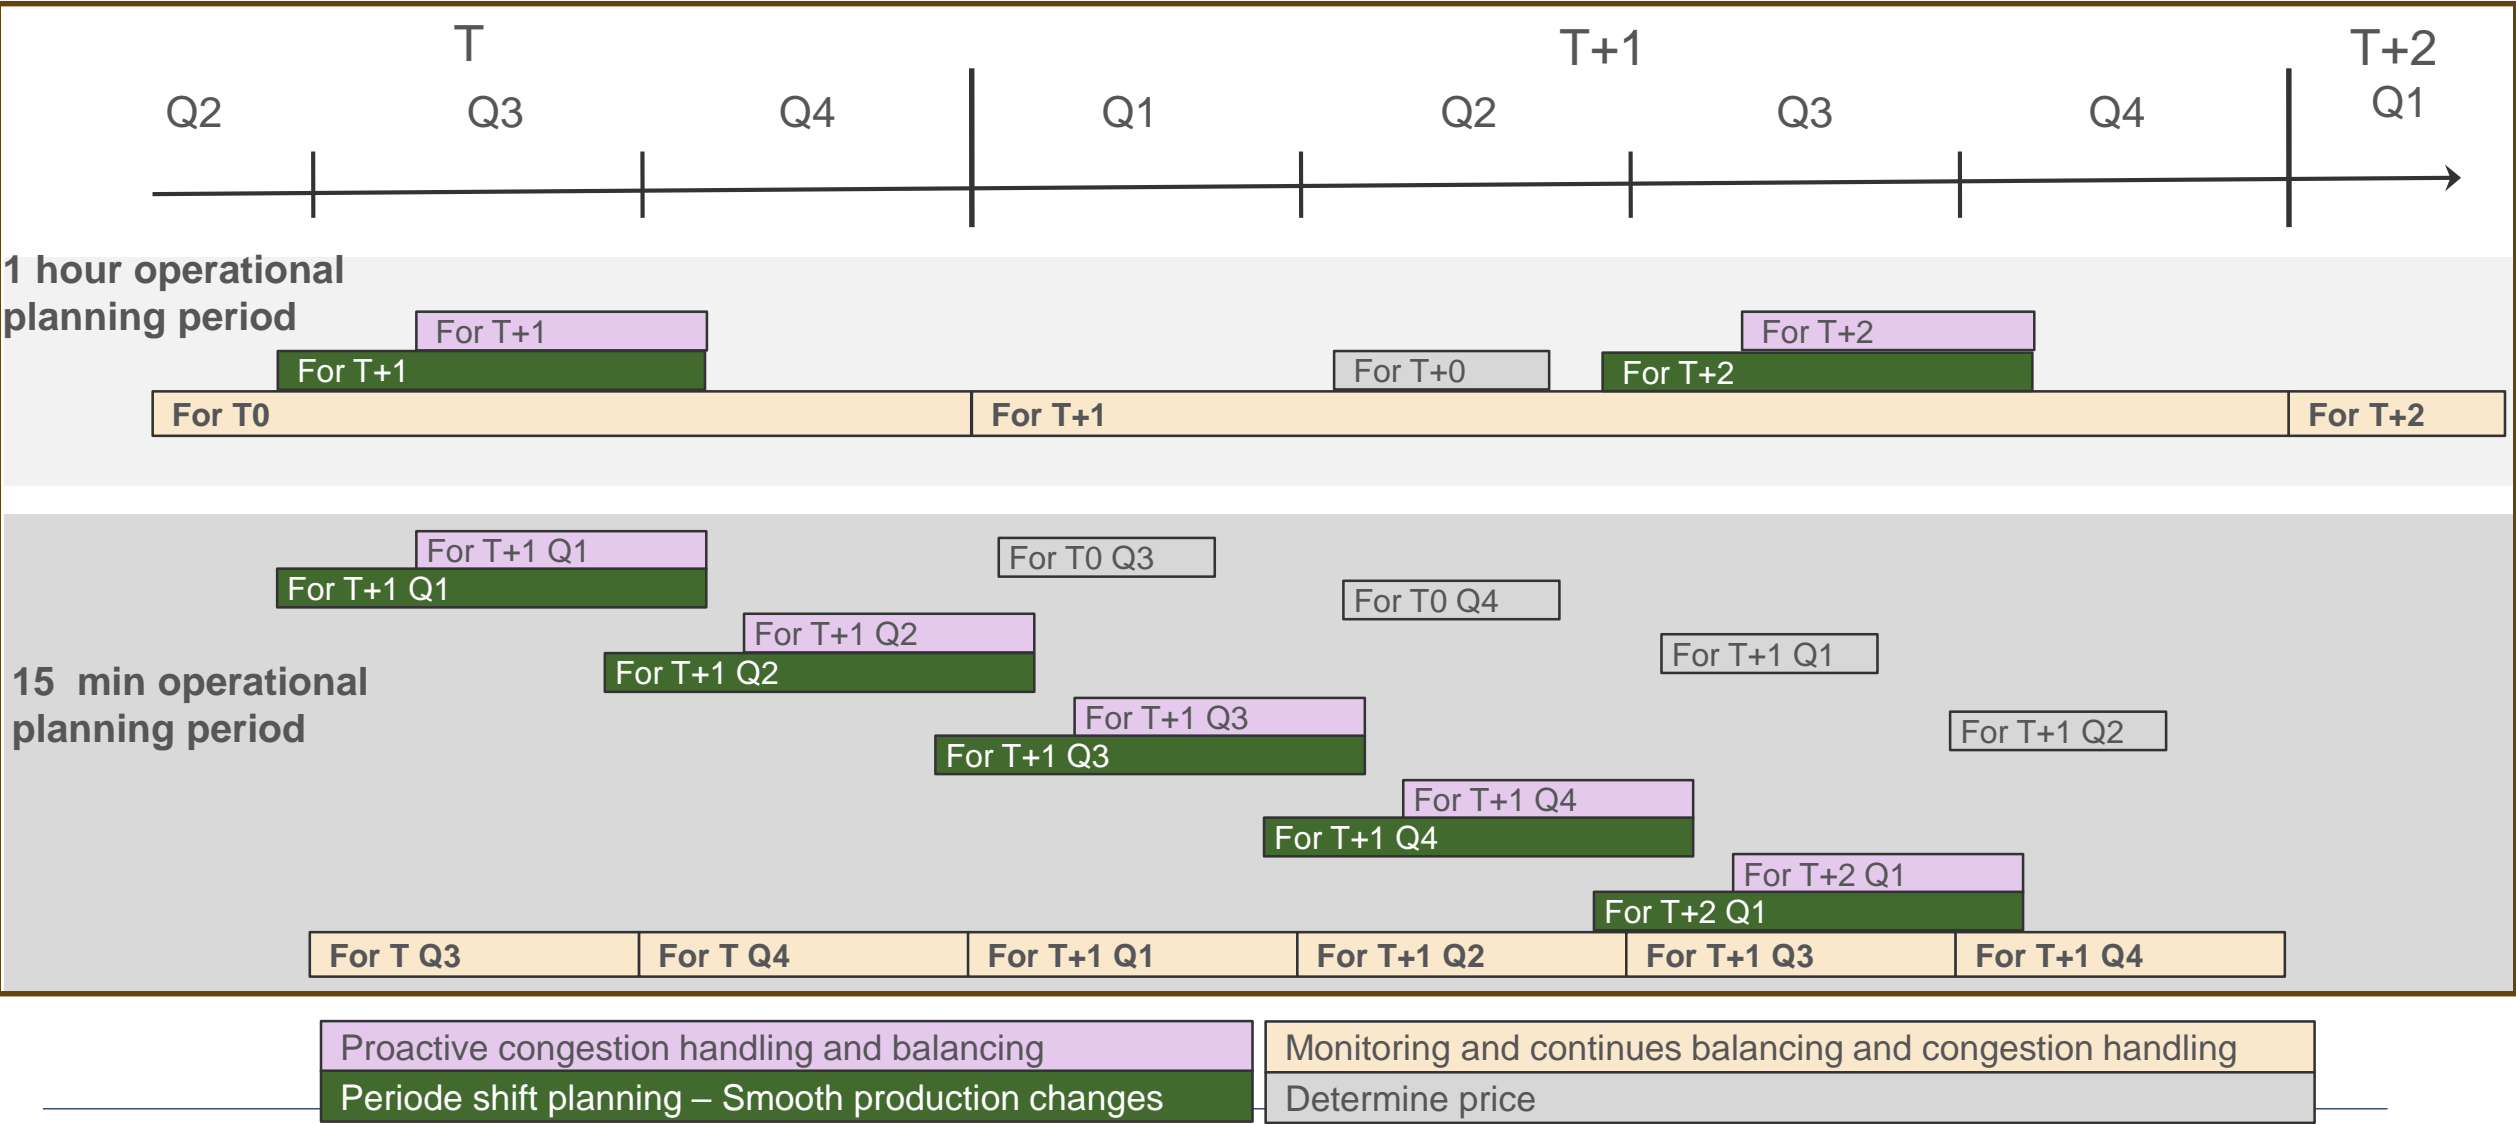 T
T+1
T+2
Q2
Q3
Q4
Q1
Q2
Q3
Q4
Q1
1 hour operational
planning period
For T+1
For T+2
For T+1
For T+0
For T+2
For T0
For T+1
For T+2
For T+1 Q1
For T0 Q3
For T+1 Q1
For T0 Q4
For T+1 Q2
For T+1 Q1
For T+1 Q2
15  min operational
planning period
For T+1 Q3
For T+1 Q2
For T+1 Q3
For T+1 Q4
For T+1 Q4
For T+2 Q1
For T+2 Q1
For T Q3
For T Q4
For T+1 Q1
For T+1 Q2
For T+1 Q3
For T+1 Q4
Proactive congestion handling and balancing
Monitoring and continues balancing and congestion handling
Periode shift planning – Smooth production changes
Determine price